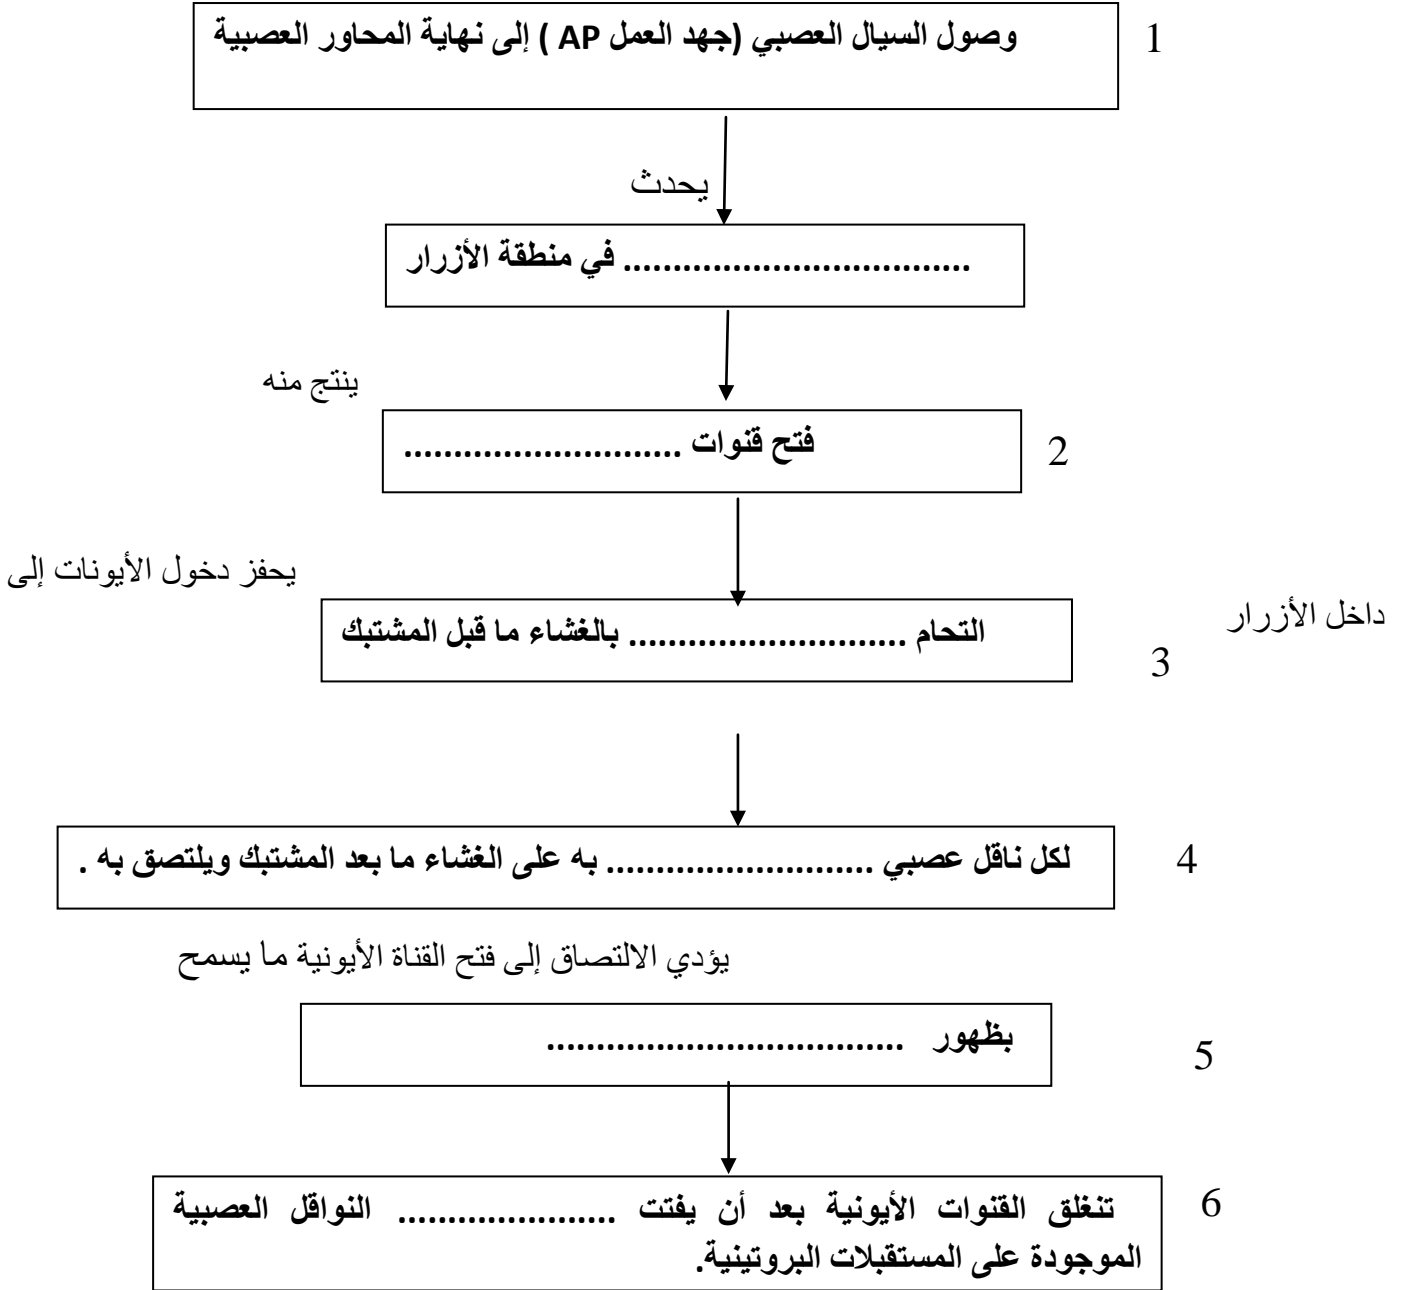 وصول السيال العصبي (جهد العمل AP ) إلى نهاية المحاور العصبية
1
يحدث
................................... في منطقة الأزرار
ينتج منه
فتح قنوات ............................
2
يحفز دخول الأيونات إلى
داخل الأزرار
التحام ............................ بالغشاء ما قبل المشتبك
3
لكل ناقل عصبي ........................... به على الغشاء ما بعد المشتبك ويلتصق به .
4
يؤدي الالتصاق إلى فتح القناة الأيونية ما يسمح
بظهور ....................................
5
تنغلق القنوات الأيونية بعد أن يفتت ...................... النواقل العصبية
الموجودة على المستقبلات البروتينية.
6